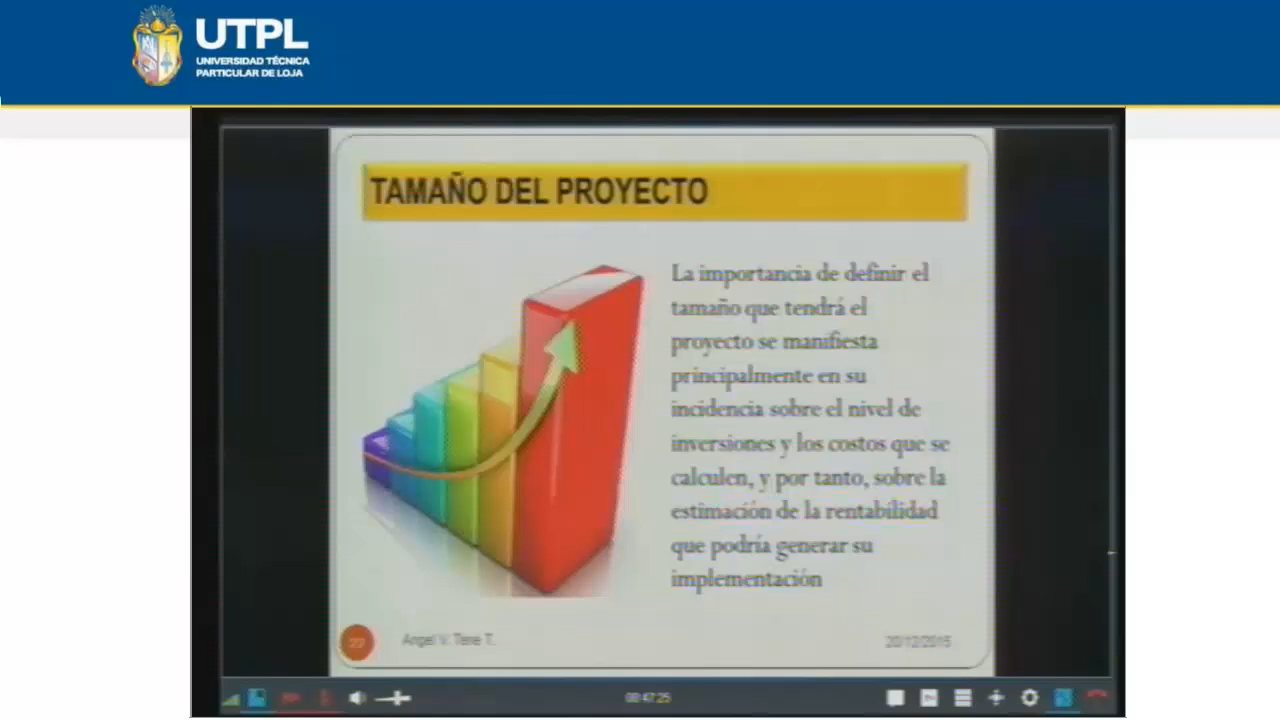 UTPL
UNIVERSIDAD TÉCNICA
PARTICULAR DE LOJA
TAMAÑO DEL PROYECTO
La importancia de definir el
tamaño que tendrá el
proyecto se manifiesta
principalmente en su
incidencia sobre el nivel de
inversiones y los costos que se
calculen, y por tanto, sobre la
estimación de la rentabilidad
que podría generar su
implementación
Angel V. Tene T.
20/12/2015
00:47:25